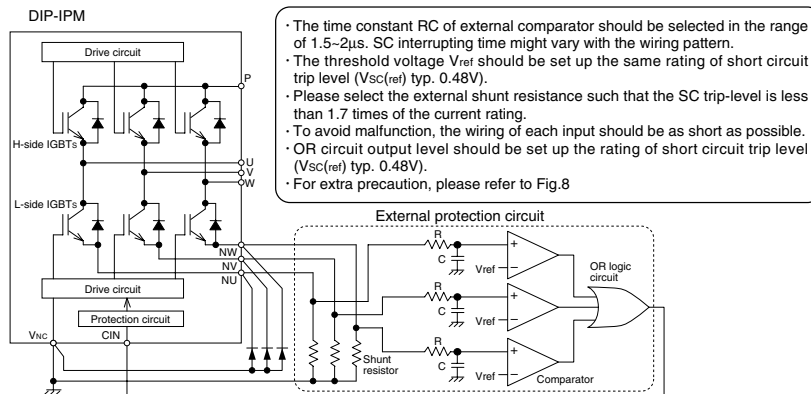 DIP-IPM
Drive circuit
P
H-side IGBTs
U
V
W
L-side IGBTs
NW
NV
NU
Drive circuit
Protection circuit
VNC
CIN
· The time constant RC of external comparator should be selected in the range
of 1.5~2μs. SC interrupting time might vary with the wiring pattern.
· The threshold voltage Vref should be set up the same rating of short circuit
trip level (VSC(ref) typ. 0.48V).
· Please select the external shunt resistance such that the SC trip-level is less
than 1.7 times of the current rating.
· To avoid malfunction, the wiring of each input should be as short as possible.
· OR circuit output level should be set up the rating of short circuit trip level
(VSC(ref) typ. 0.48V).
· For extra precaution, please refer to Fig.8
External protection circuit
R
C
Vref
+
−
OR logic
circuit
R
C
Vref
+
−
R
C
Vref
+
−
Shunt
resistor
Comparator